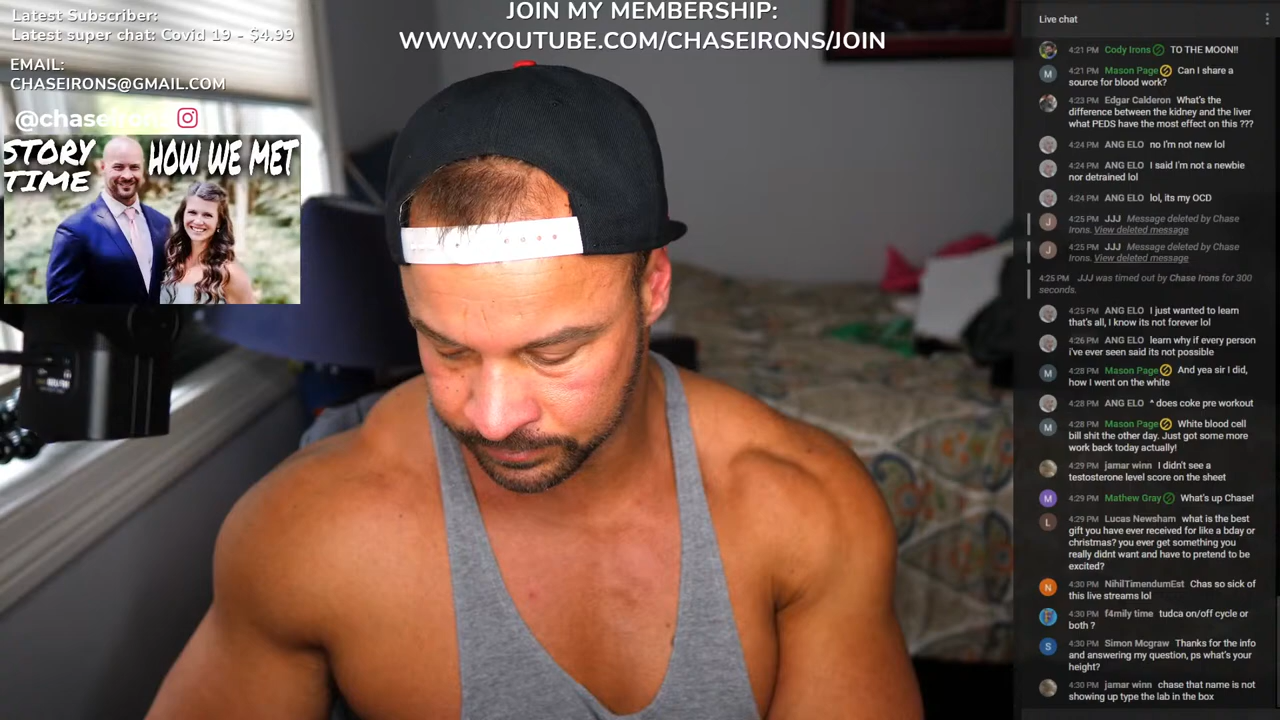 Latest Subscriber:
Latest super chat: Covid 19 - $4.99
EMAIL:
CHASEIRONS@GMAIL.COM
@chaseirons
STORY HOW WE MET
TIME
JOIN MY MEMBERSHIP:
WWW.YOUTUBE.COM/CHASEIRONS/JOIN
Live chat
4:21 PM Cody Irons TO THE MOON!!
M 4:21 PM Mason Page Can I share a
source for blood work?
4:23 PM Edgar Calderon What's the
difference between the kidney and the liver
what PEDS have the most effect on this ???
4:24 PM ANG ELO no I'm not new lol
4:24 PM ANG ELO I said I'm not a newbie
nor detrained lol
4:24 PM ANG ELO lol, its my OCD
J 4:25 PM JJJ Message deleted by Chase
Irons. View deleted message
J 4:25 PM JJJ Message deleted by Chase
Irons. View deleted message
4:25 PM JJJ was timed out by Chase Irons for 300
seconds.
4:25 PM ANG ELO I just wanted to learn
that's all, I know its not forever lol
4:26 PM ANG ELO learn why if every person
i've ever seen said its not possible
M 4:28 PM Mason Page And yea sir I did,
how I went on the white
4:28 PM ANG ELO ^ does coke pre workout
M 4:28 PM Mason Page White blood cell
bill shit the other day. Just got some more
work back today actually!
4:29 PM jamar winn I didn't see a
testosterone level score on the sheet
M 4:29 PM Mathew Gray What's up Chase!
L 4:29 PM Lucas Newsham what is the best
gift you have ever received for like a bday or
christmas? you ever get something you
really didnt want and have to pretend to be
excited?
N 4:30 PM NihilTimendumEst Chas so sick of
this live streams lol
4:30 PM f4mily time tudca on/off cycle or
both ?
S 4:30 PM Simon Mcgraw Thanks for the info
and answering my question, ps what's your
height?
4:30 PM jamar winn chase that name is not
showing up type the lab in the box